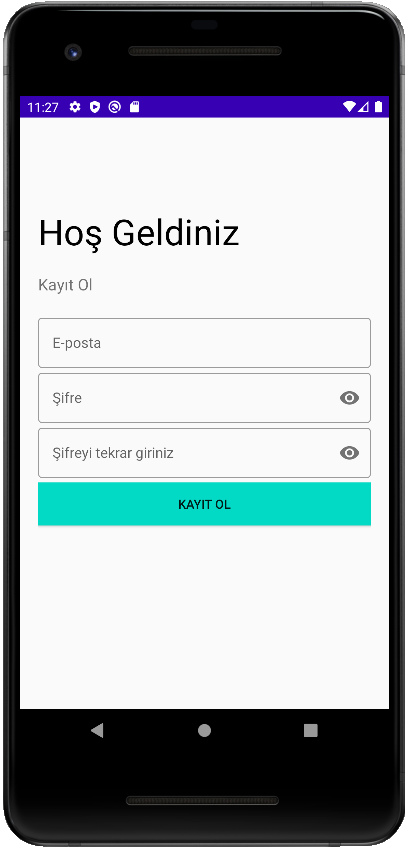 11:27
Hoş Geldiniz
Kayıt Ol
E-posta
Şifre
Şifreyi tekrar giriniz
KAYIT OL